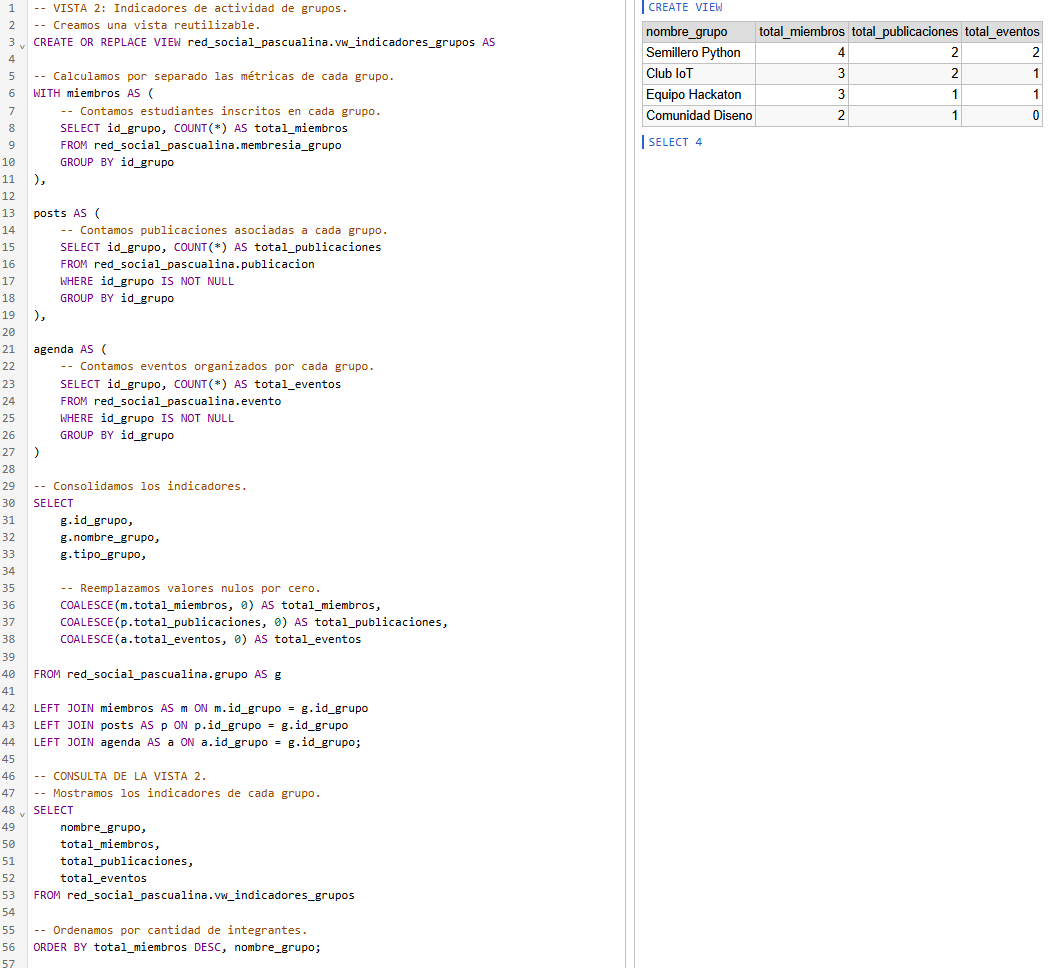 1 -- VISTA 2: Indicadores de actividad de grupos.
2 -- Creamos una vista reutilizable.
3 CREATE OR REPLACE VIEW red_social_pascualina.vw_indicadores_grupos AS
4
5 -- Calculamos por separado las métricas de cada grupo.
6 WITH miembros AS (
7 -- Contamos estudiantes inscritos en cada grupo.
8 SELECT id_grupo, COUNT(*) AS total_miembros
9 FROM red_social_pascualina.membresia_grupo
10 GROUP BY id_grupo
11 ),
12
13 posts AS (
14 -- Contamos publicaciones asociadas a cada grupo.
15 SELECT id_grupo, COUNT(*) AS total_publicaciones
16 FROM red_social_pascualina.publicacion
17 WHERE id_grupo IS NOT NULL
18 GROUP BY id_grupo
19 ),
20
21 agenda AS (
22 -- Contamos eventos organizados por cada grupo.
23 SELECT id_grupo, COUNT(*) AS total_eventos
24 FROM red_social_pascualina.evento
25 WHERE id_grupo IS NOT NULL
26 GROUP BY id_grupo
27 )
28
29 -- Consolidamos los indicadores.
30 SELECT
31 g.id_grupo,
32 g.nombre_grupo,
33 g.tipo_grupo,
34
35 -- Reemplazamos valores nulos por cero.
36 COALESCE(m.total_miembros, 0) AS total_miembros,
37 COALESCE(p.total_publicaciones, 0) AS total_publicaciones,
38 COALESCE(a.total_eventos, 0) AS total_eventos
39
40 FROM red_social_pascualina.grupo AS g
41
42 LEFT JOIN miembros AS m ON m.id_grupo = g.id_grupo
43 LEFT JOIN posts AS p ON p.id_grupo = g.id_grupo
44 LEFT JOIN agenda AS a ON a.id_grupo = g.id_grupo;
45
46 -- CONSULTA DE LA VISTA 2.
47 -- Mostramos los indicadores de cada grupo.
48 SELECT
49 nombre_grupo,
50 total_miembros,
51 total_publicaciones,
52 total_eventos
53 FROM red_social_pascualina.vw_indicadores_grupos
54
55 -- Ordenamos por cantidad de integrantes.
56 ORDER BY total_miembros DESC, nombre_grupo;
57
CREATE VIEW
nombre_grupo total_miembros total_publicaciones total_eventos
Semillero Python 4 2 2
Club IoT 3 2 1
Equipo Hackaton 3 1 1
Comunidad Diseno 2 1 0
SELECT 4